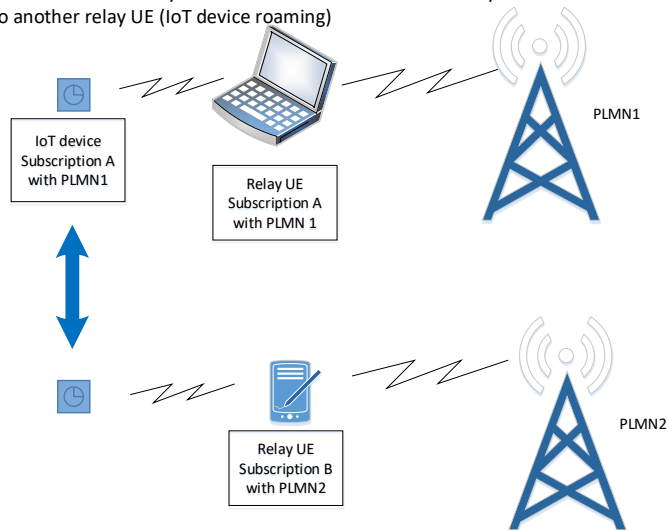 o another relay UE (IoT device roaming)
PLMN1
IoT device
Subscription A
with PLMN1
Relay UE
Subscription A
with PLMN 1
PLMN2
Relay UE
Subscription B
with PLMN2